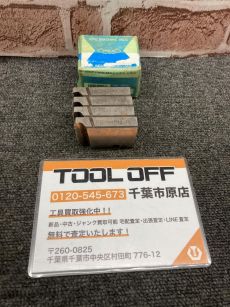 PIPE MACHINE DIES
TOOL OFF
0120-545-673 千葉市原店
工具買取強化中!!
新品・中古・ジャンク買取可能 宅配査定・出張査定・LINE査定
無料で査定いたします!
〒260-0825
千葉県千葉市中央区村田町 776-12